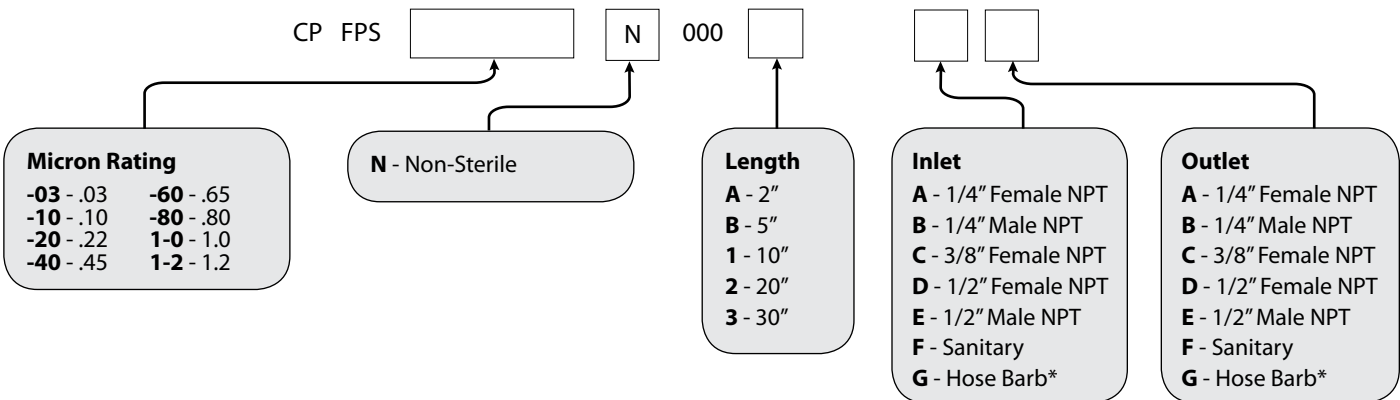 CP FPS N 000
Micron Rating
-03 - .03 -60 - .65
-10 - .10 -80 - .80
-20 - .22 1-0 - 1.0
-40 - .45 1-2 - 1.2
N - Non-Sterile
Length
A - 2”
B - 5”
1 - 10”
2 - 20”
3 - 30”
Inlet
A - 1/4” Female NPT
B - 1/4” Male NPT
C - 3/8” Female NPT
D - 1/2” Female NPT
E - 1/2” Male NPT
F - Sanitary
G - Hose Barb*
Outlet
A - 1/4” Female NPT
B - 1/4” Male NPT
C - 3/8” Female NPT
D - 1/2” Female NPT
E - 1/2” Male NPT
F - Sanitary
G - Hose Barb*